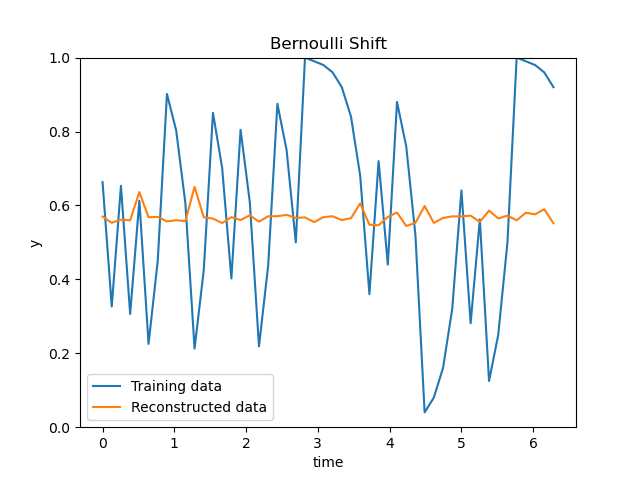 Bernoulli Shift
1.0
0.8
0.6
0.4
0.2
0.0
y
Training data
Reconstructed data
0 1 2 3 4 5 6
time